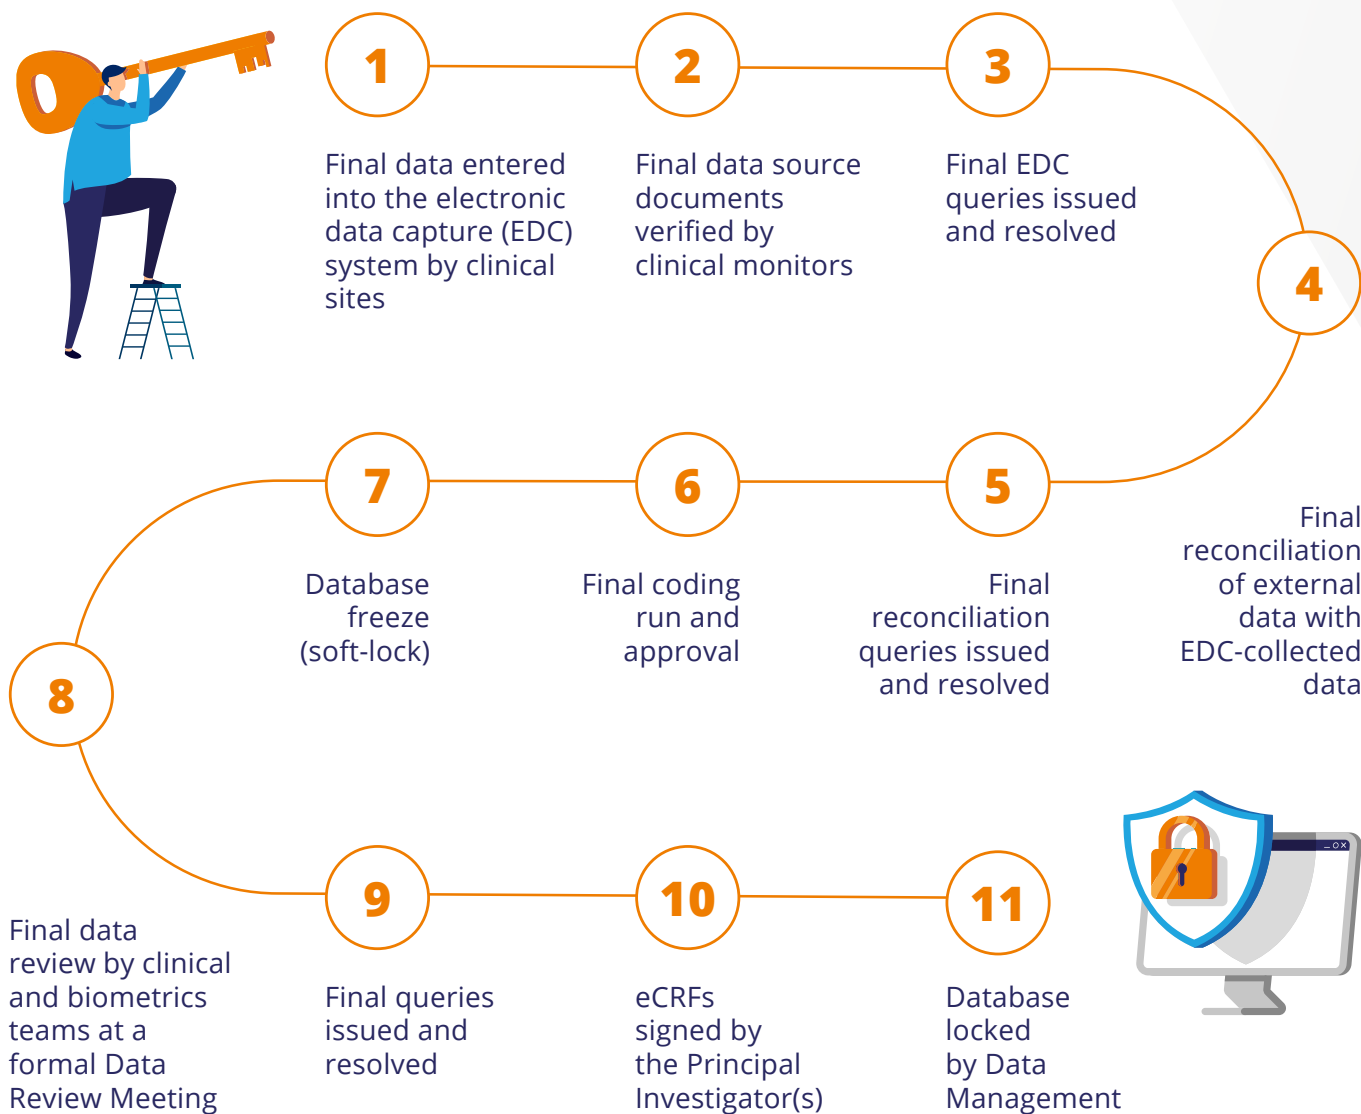 1
Final data entered
into the electronic
data capture (EDC)
system by clinical
sites
2
Final data source
documents
verified by
clinical monitors
3
Final EDC
queries issued
and resolved
4
Final
reconciliation
of external
data with
EDC-collected
data
5
Final
reconciliation
queries issued
and resolved
6
Final coding
run and
approval
7
Database
freeze
(soft-lock)
8
Final data
review by clinical
and biometrics
teams at a
formal Data
Review Meeting
9
Final queries
issued and
resolved
10
eCRFs
signed by
the Principal
Investigator(s)
11
Database
locked
by Data
Management